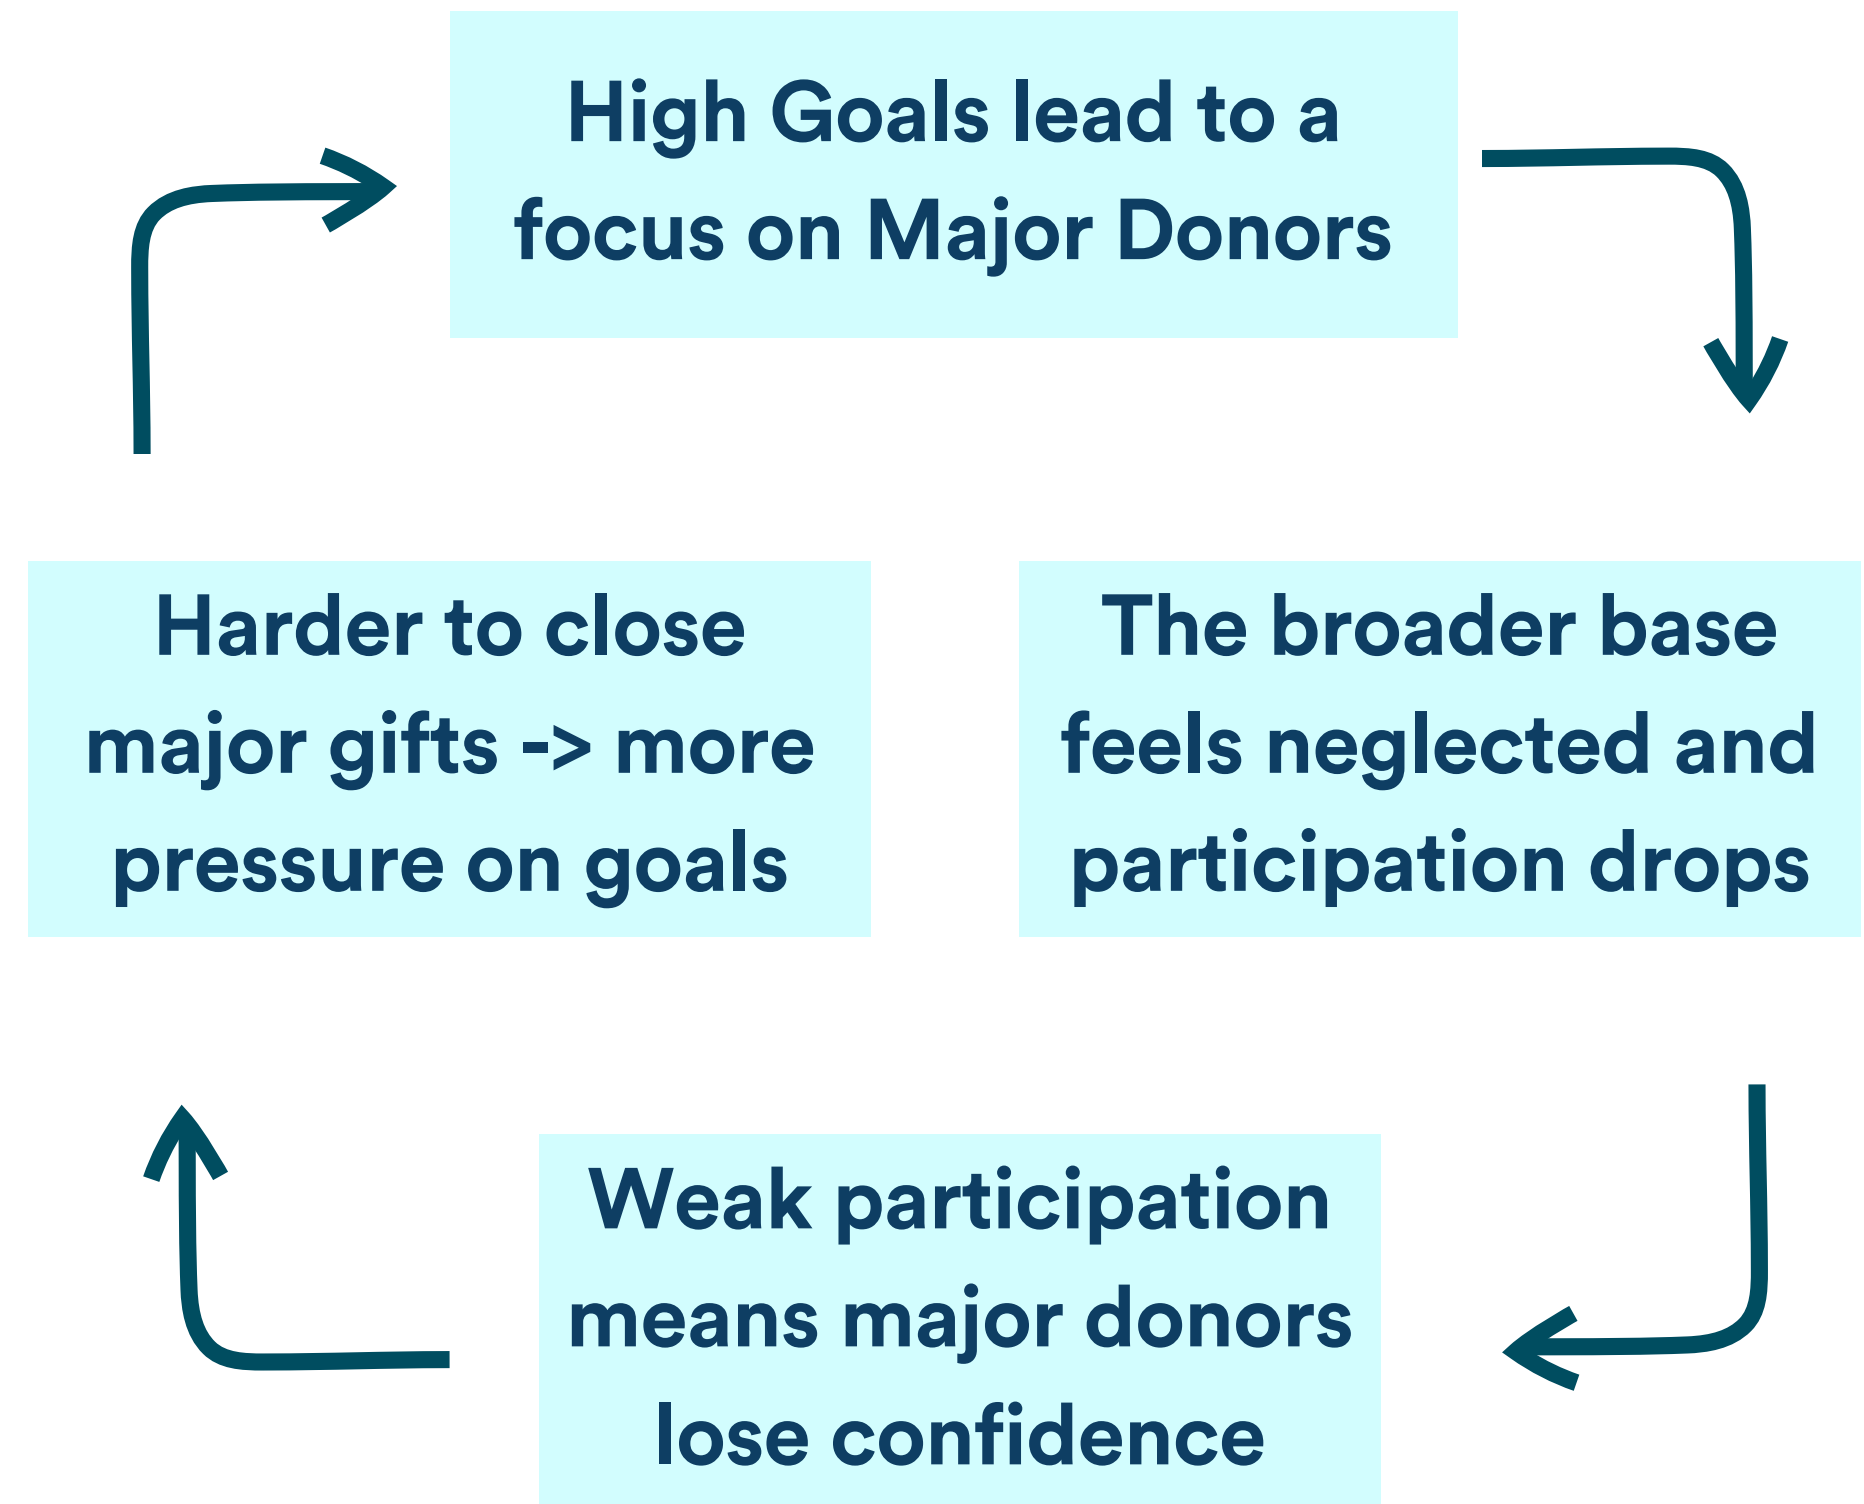 High Goals lead to a
focus on Major Donors
The broader base
feels neglected and
participation drops
Weak participation
means major donors
lose confidence
Harder to close
major gifts -> more
pressure on goals